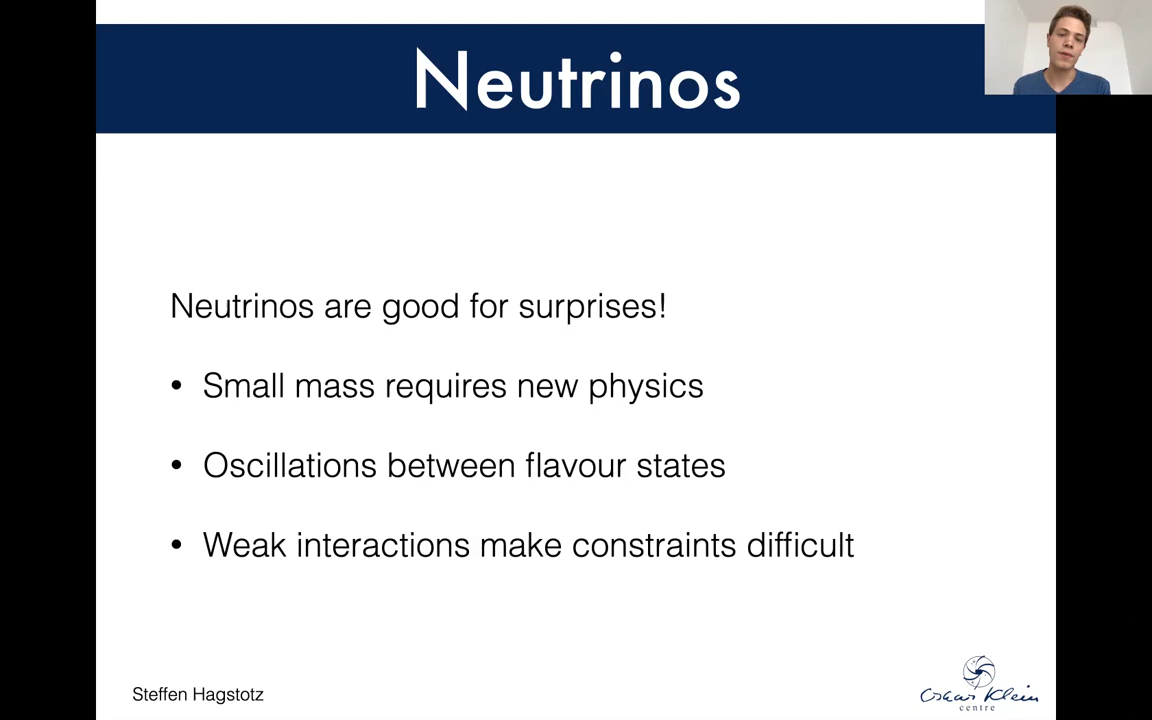 Neutrinos
Neutrinos are good for surprises!
• Small mass requires new physics
• Oscillations between flavour states
• Weak interactions make constraints difficult
Steffen Hagstotz
Oskar Klein
centre